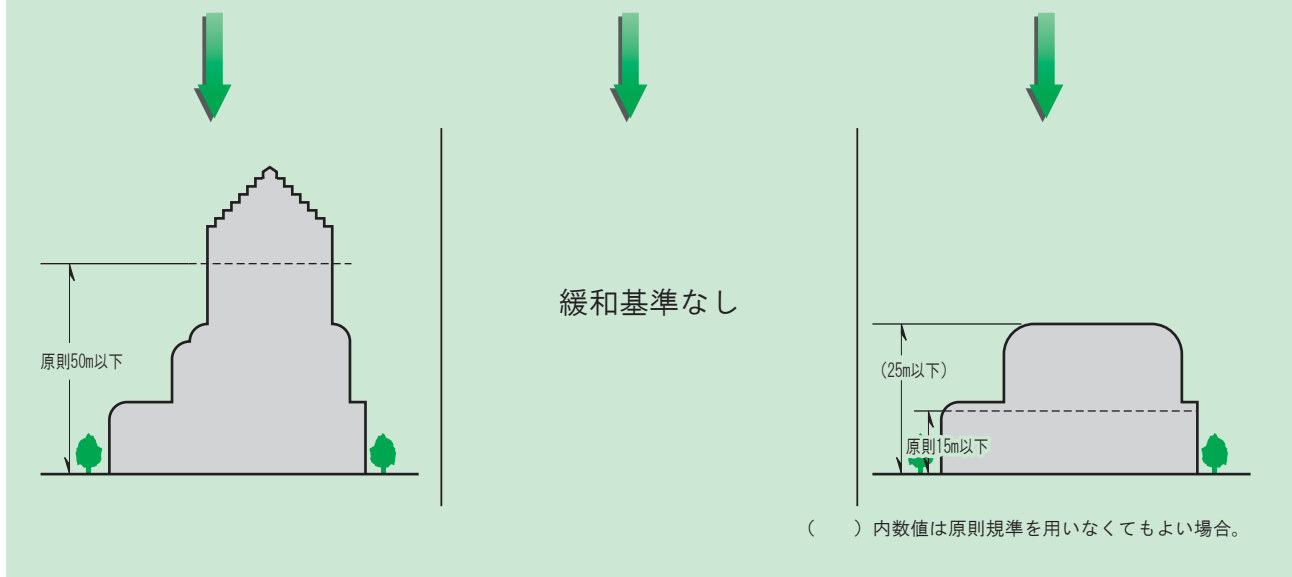 原則50m以下
緩和基準なし
(25m以下)
原則15m以下
(　　)内数値は原則規準を用いなくてもよい場合。